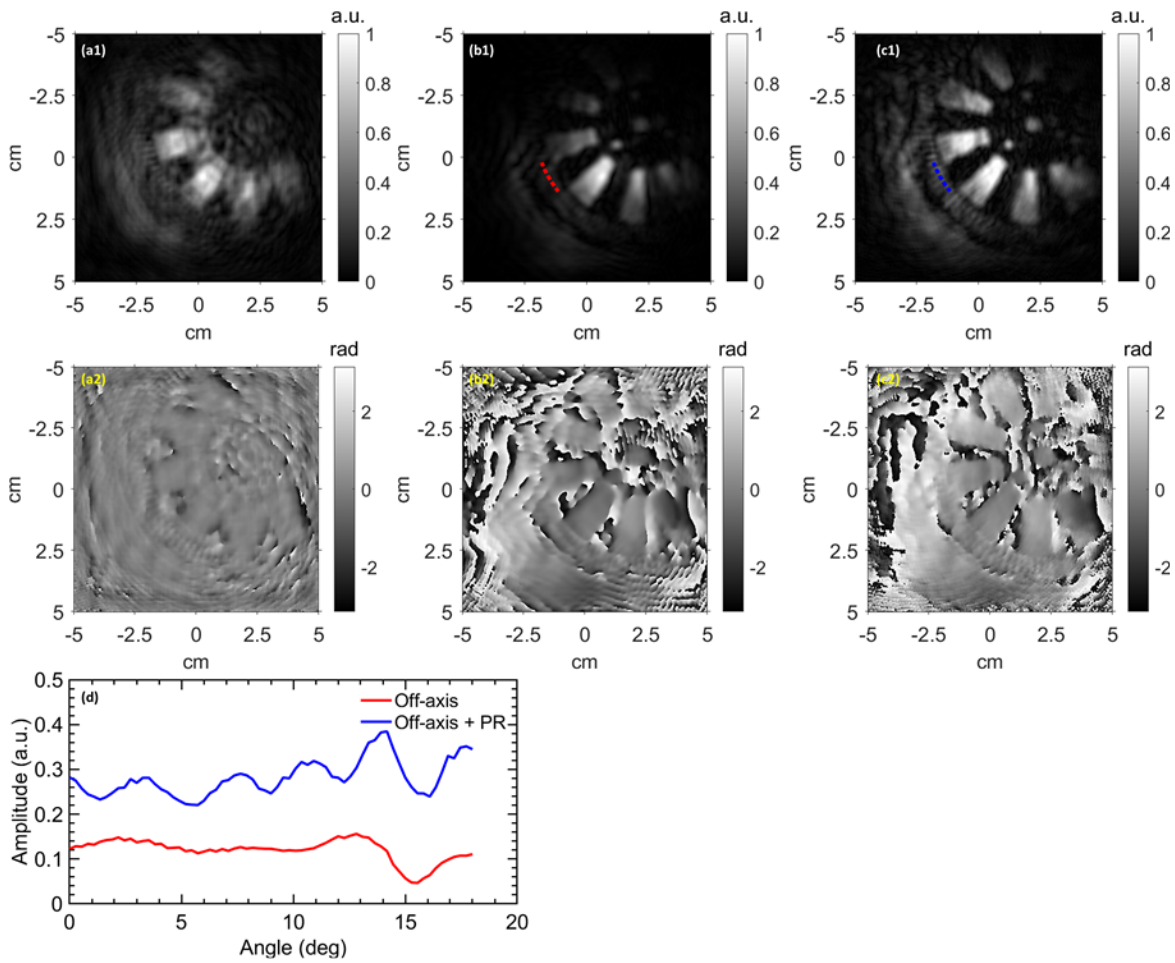 a.u. a.u. a.u.
-5 (a1) 1 -5 (b1) 1 -5 (c1) 1
-2.5 0.8 -2.5 0.8 -2.5 0.8
cm 0 0.6 cm 0 0.6 cm 0 0.6
0.4 0.4 0.4
2.5 0.2 2.5 0.2 2.5 0.2
5 0 5 0 5 0
-5 -2.5 0 2.5 5 -5 -2.5 0 2.5 5 -5 -2.5 0 2.5 5
cm cm cm
rad rad rad
-5 (a2) -5 (b2) -5 (c2)
2 2 2
-2.5 -2.5 -2.5
cm 0 0 cm 0 0 cm 0 0
2.5 -2 2.5 -2 2.5 -2
5 5 5
-5 -2.5 0 2.5 5 -5 -2.5 0 2.5 5 -5 -2.5 0 2.5 5
cm cm cm
0.5 (d)
Off-axis
0.4 Off-axis + PR
0.3
Amplitude (a.u.)
0.2
0.1
0
0 5 10 15 20
Angle (deg)